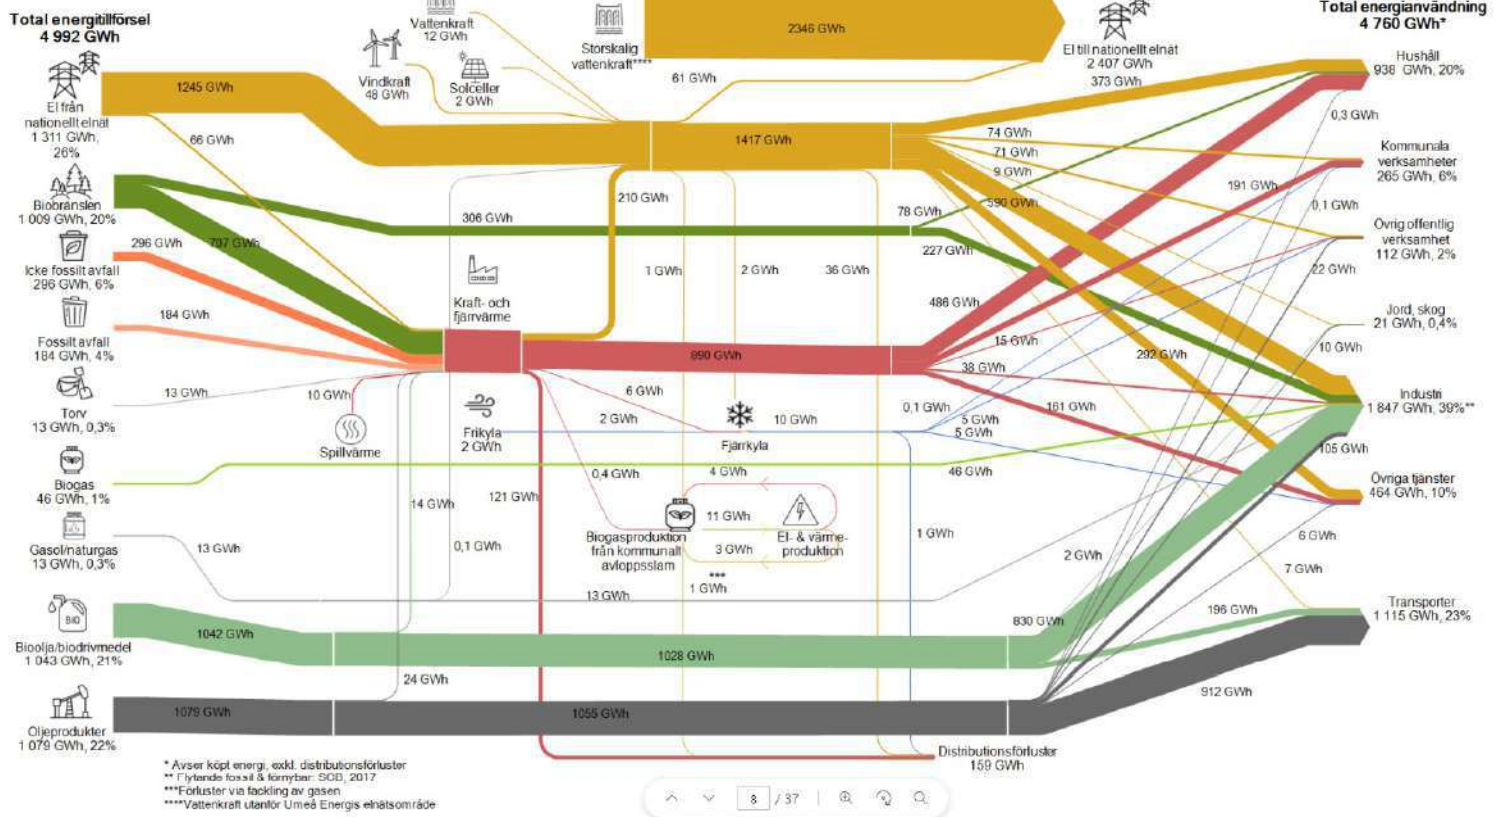 Total energitillförsel
4 992 GWh
Vattenkraft
12 GWh
Vindkraft
48 GWh
Solceller
2 GWh
Storskalig
vattenkraft****
2346 GWh
El till nationellt elnät
2 407 GWh
61 GWh
Total energianvändning
4 760 GWh*
El från
nationellt elnät
1 311 GWh,
26%
1245 GWh
66 GWh
1417 GWh
373 GWh
74 GWh
71 GWh
9 GWh
590 GWh
Hushåll
938 GWh, 20%
0,3 GWh
Kommunala
verksamheter
265 GWh, 6%
191 GWh
0,1 GWh
Biobränslen
1 009 GWh, 20%
306 GWh
210 GWh
78 GWh
227 GWh
Övrig offentlig
verksamhet
112 GWh, 2%
22 GWh
296 GWh
707 GWh
Icke fossilt avfall
296 GWh, 6%
1 GWh
2 GWh
36 GWh
Kraft- och
fjärrvärme
486 GWh
15 GWh
Jord, skog
21 GWh, 0,4%
10 GWh
184 GWh
Fossilt avfall
184 GWh, 4%
890 GWh
292 GWh
38 GWh
13 GWh
Torv
13 GWh, 0,3%
10 GWh
Spillvärme
Frikyla
2 GWh
2 GWh
6 GWh
Fjärrkyla
10 GWh
0,1 GWh
5 GWh
5 GWh
161 GWh
Industri
1 847 GWh, 39%**
105 GWh
Biogas
46 GWh, 1%
0,4 GWh
4 GWh
46 GWh
Övriga tjänster
464 GWh, 10%
14 GWh
121 GWh
11 GWh
3 GWh
Biogasproduktion
från kommunalt
avloppsslam
El- & värme-
produktion
***
1 GWh
1 GWh
6 GWh
Gasol/naturgas
13 GWh, 0,3%
13 GWh
0,1 GWh
13 GWh
2 GWh
7 GWh
BIO
Bioolja/biodrivmedel
1 043 GWh, 21%
1042 GWh
1028 GWh
830 GWh
196 GWh
Transporter
1 115 GWh, 23%
24 GWh
Oljeprodukter
1 079 GWh, 22%
1079 GWh
1055 GWh
912 GWh
Distributionsförluster
159 GWh
* Avser köpt energi, exkl. distributionsförluster
** Flytande fossil & förnybar: SCB, 2017
***Förluster via fackling av gasen
****Vattenkraft utanför Umeå Energis elnätsområde
8 / 37